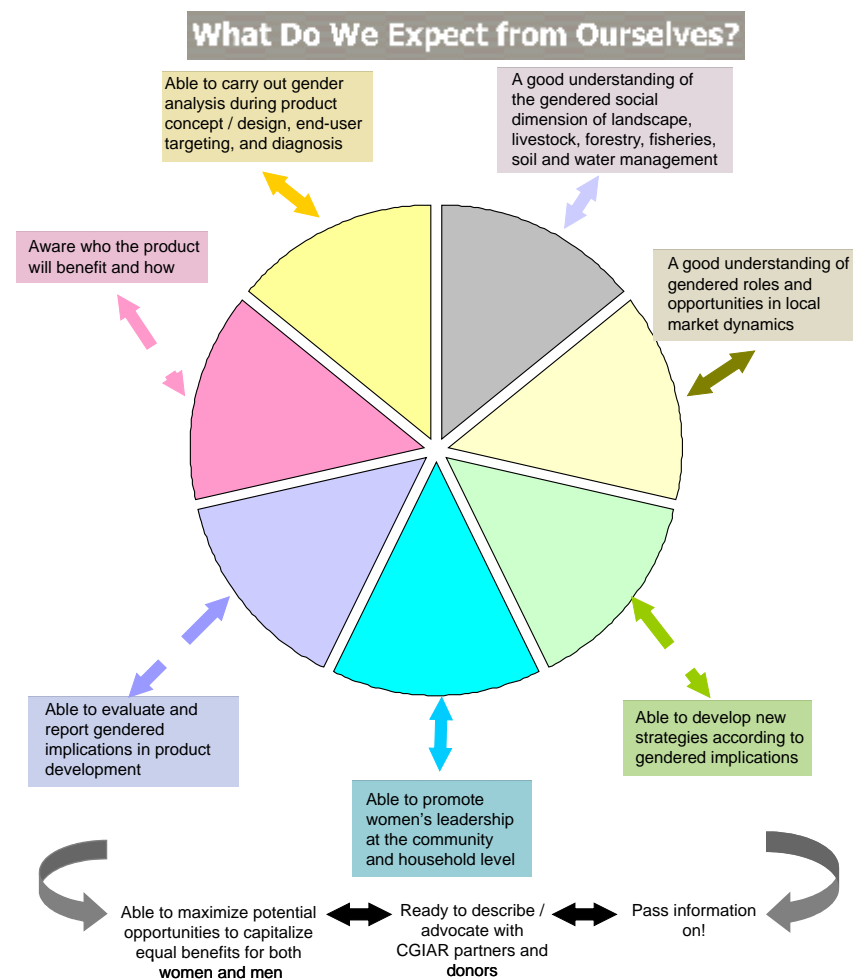 What Do We Expect from Ourselves?
Able to carry out gender
analysis during product
concept / design, end-user
targeting, and diagnosis
A good understanding of
the gendered social
dimension of landscape,
livestock, forestry, fisheries,
soil and water management
Aware who the product
will benefit and how
A good understanding of
gendered roles and
opportunities in local
market dynamics
Able to evaluate and
report gendered
implications in product
development
Able to develop new
strategies according to
gendered implications
Able to promote
women’s leadership
at the community
and household level
Able to maximize potential
opportunities to capitalize
equal benefits for both
women and men
Ready to describe /
advocate with
CGIAR partners and
donors
Pass information
on!